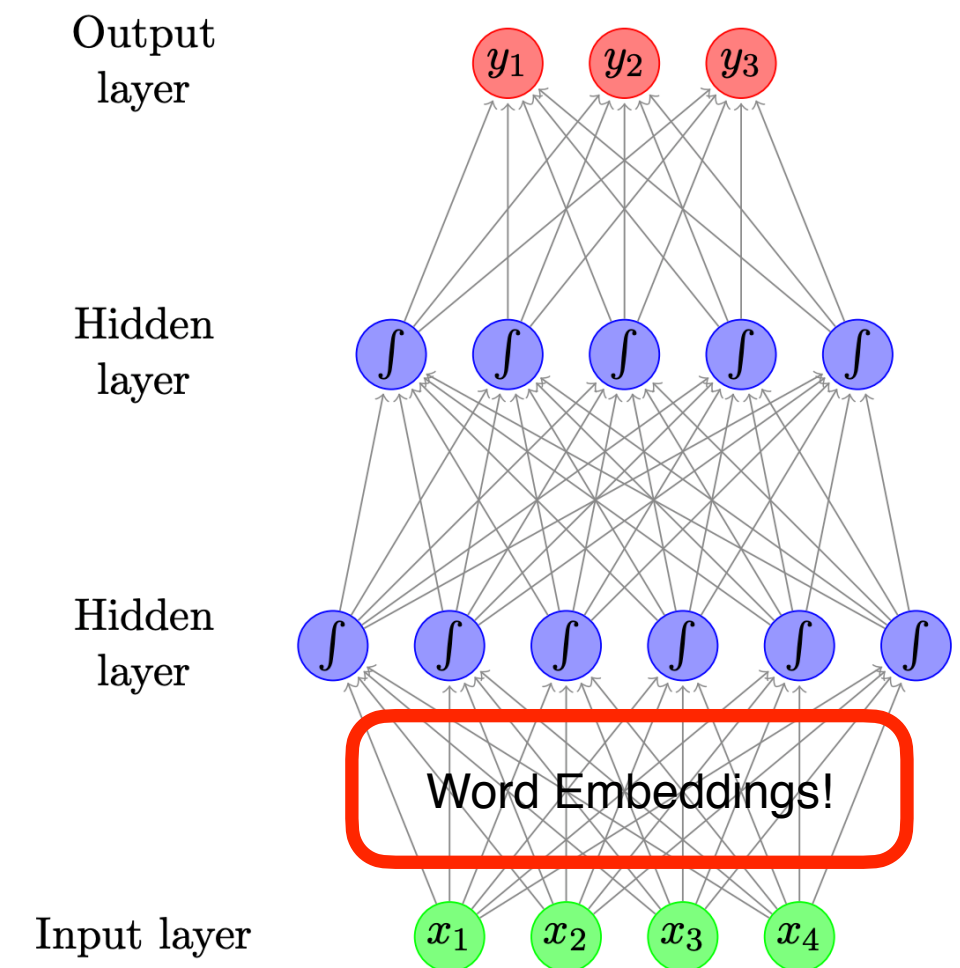 Output
layer
y1 y2 y3
Hidden
layer
∫ ∫ ∫ ∫ ∫
Hidden
layer
∫ ∫ ∫ ∫ ∫ ∫
Word Embeddings!
Input layer
x1 x2 x3 x4